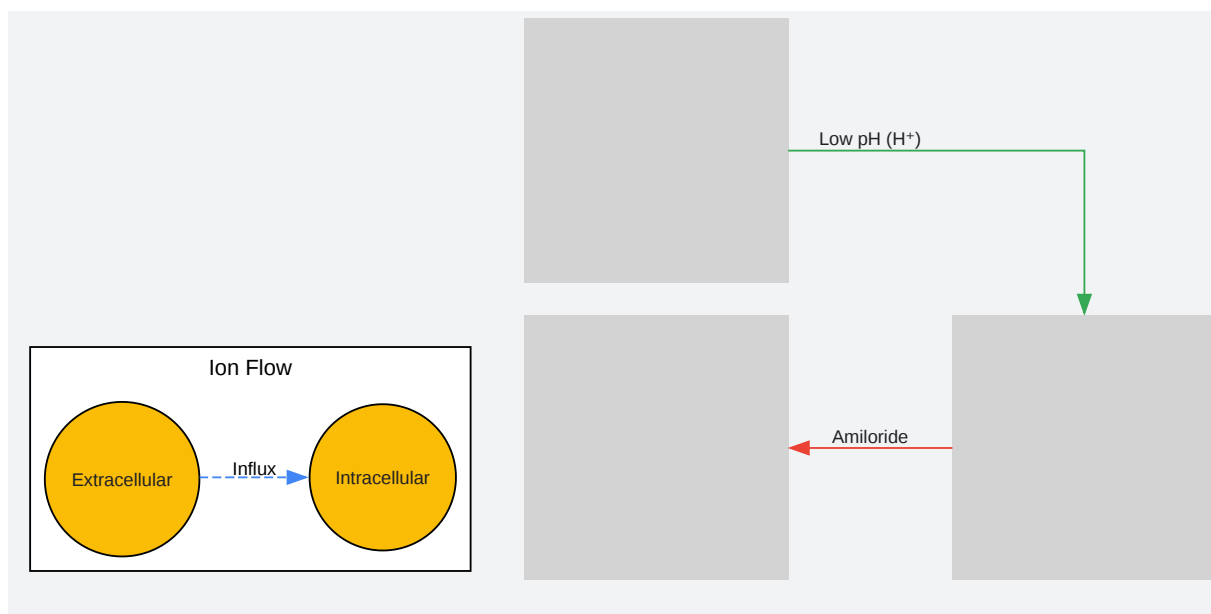 Low pH (H⁺)
Ion Flow
Amiloride
Extracellular
Influx
Intracellular